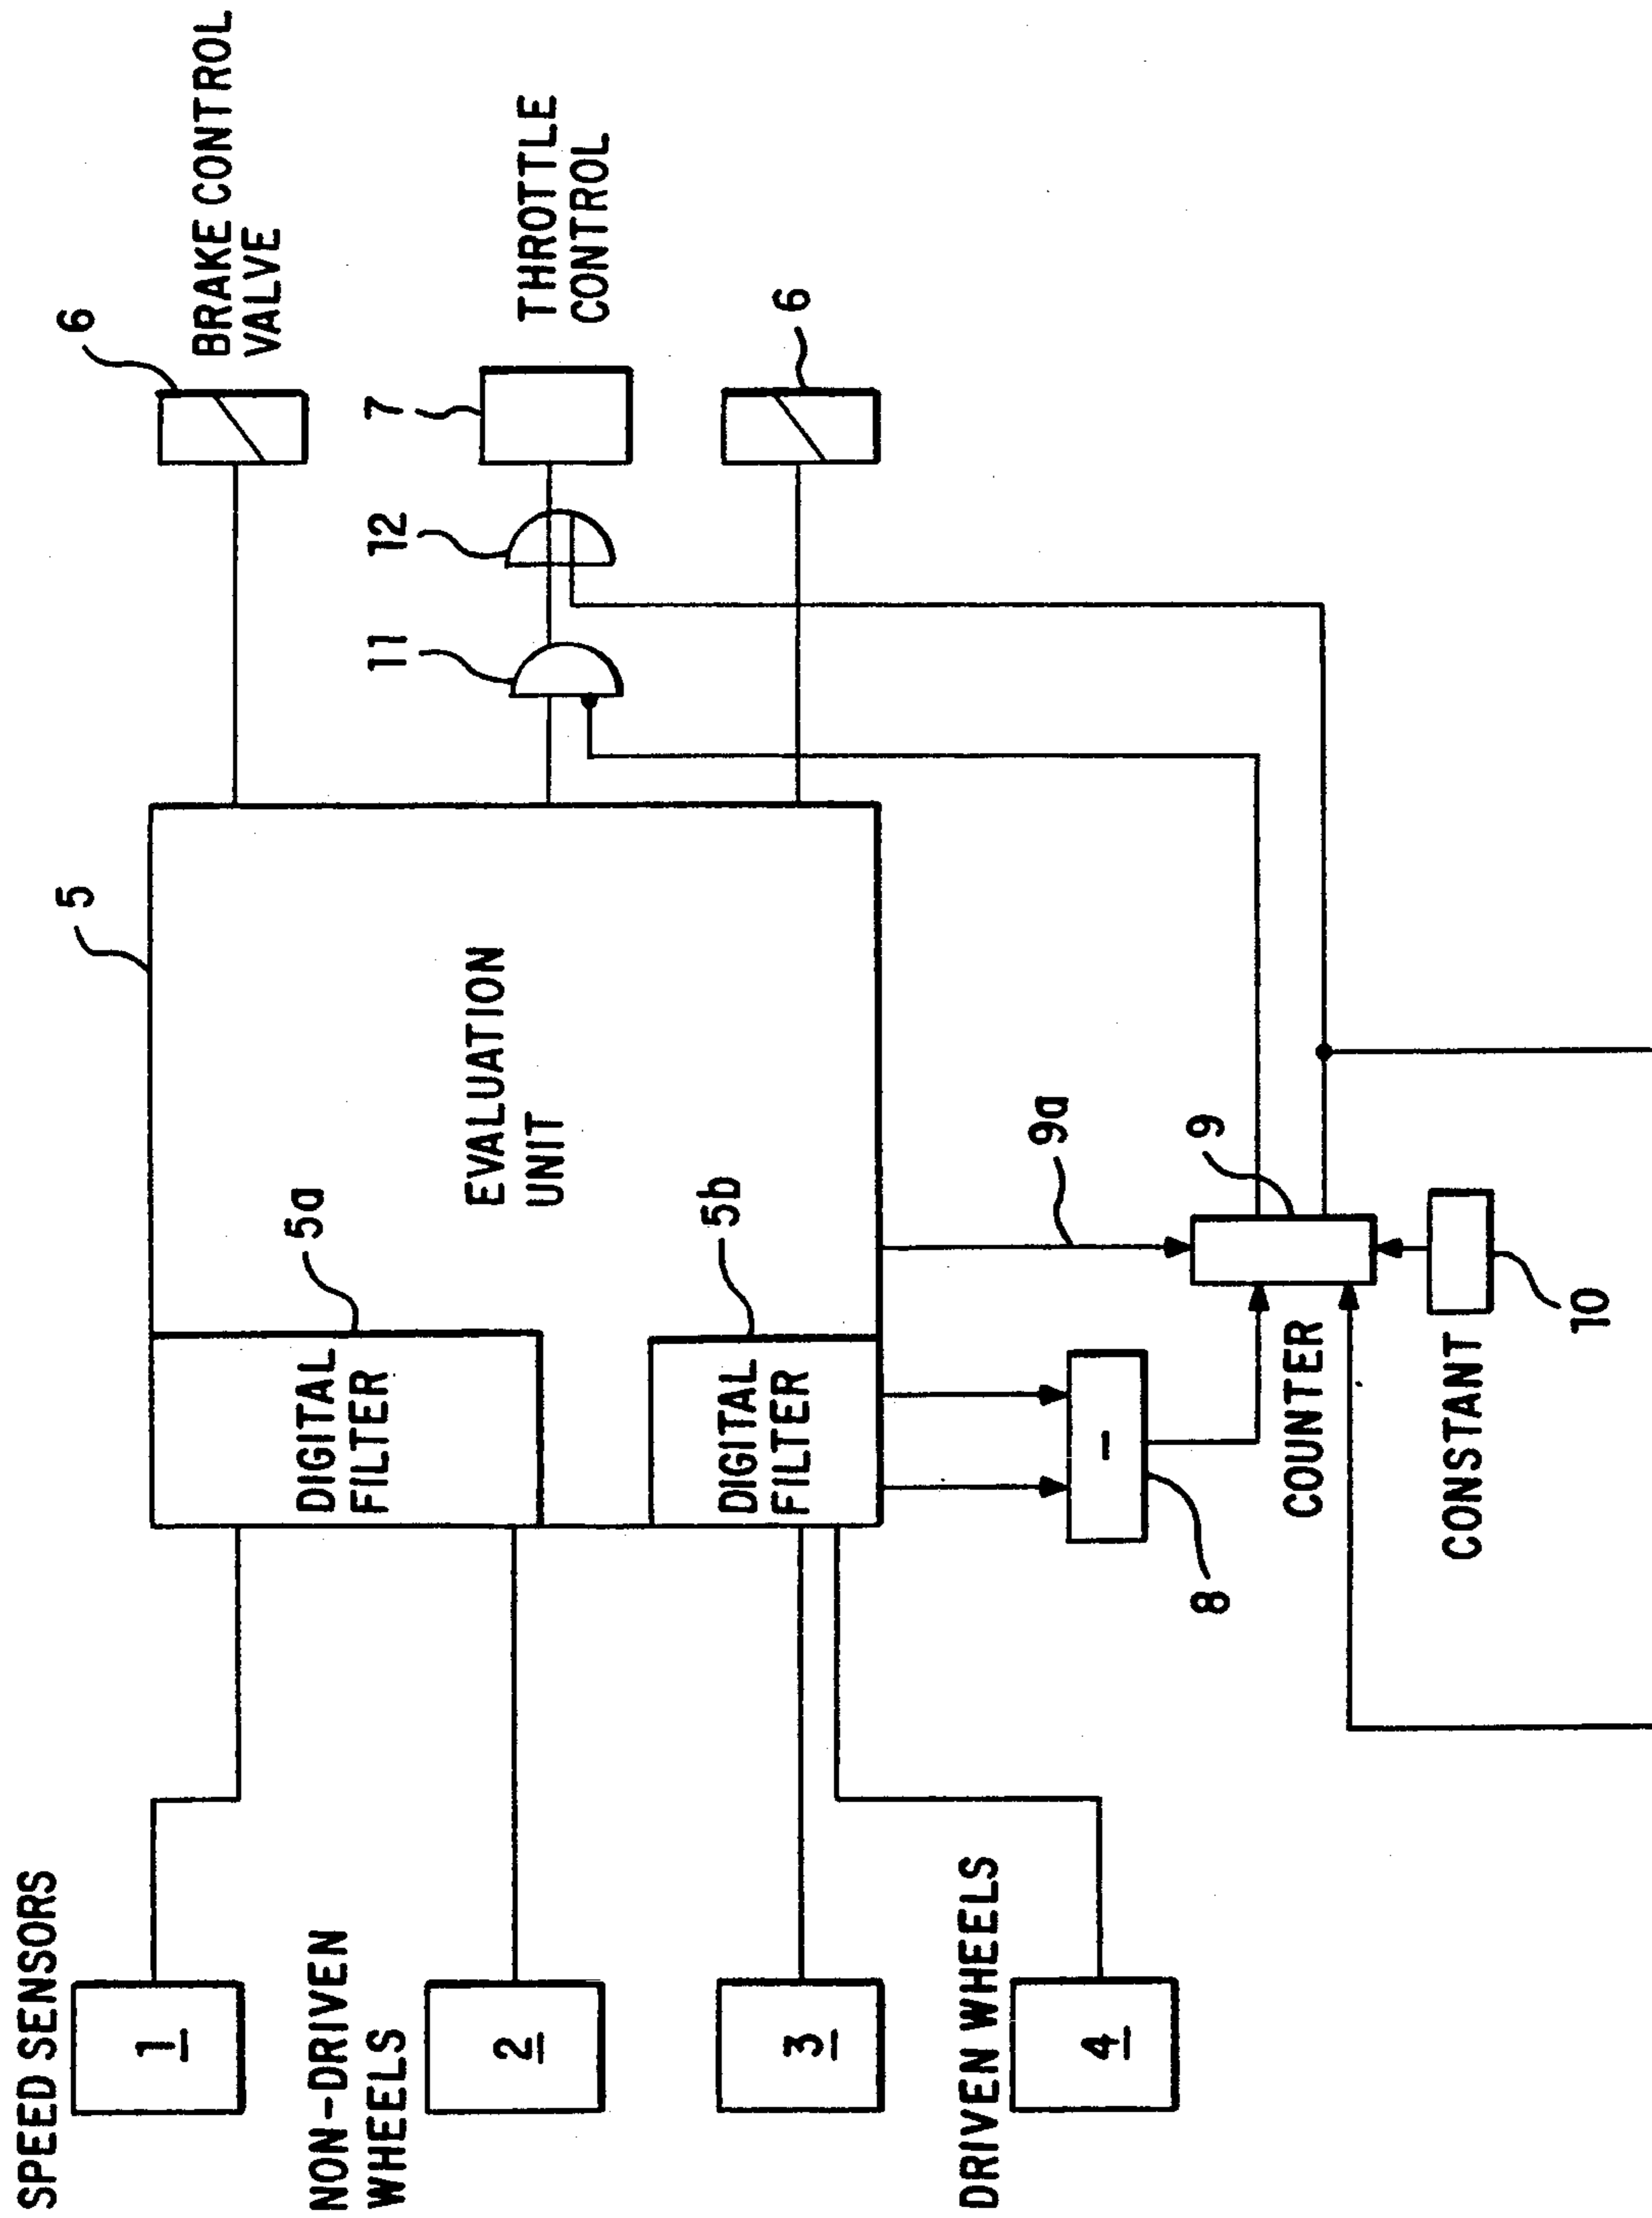 SPEED SENSORS
1
NON-DRIVEN
WHEELS
2
3
DRIVEN WHEELS
4
5
DIGITAL
FILTER
5a
DIGITAL
FILTER
5b
EVALUATION
UNIT
6
BRAKE CONTROL
VALVE
7
THROTTLE
CONTROL
6
11
12
8
-
9a
9
COUNTER
CONSTANT
10